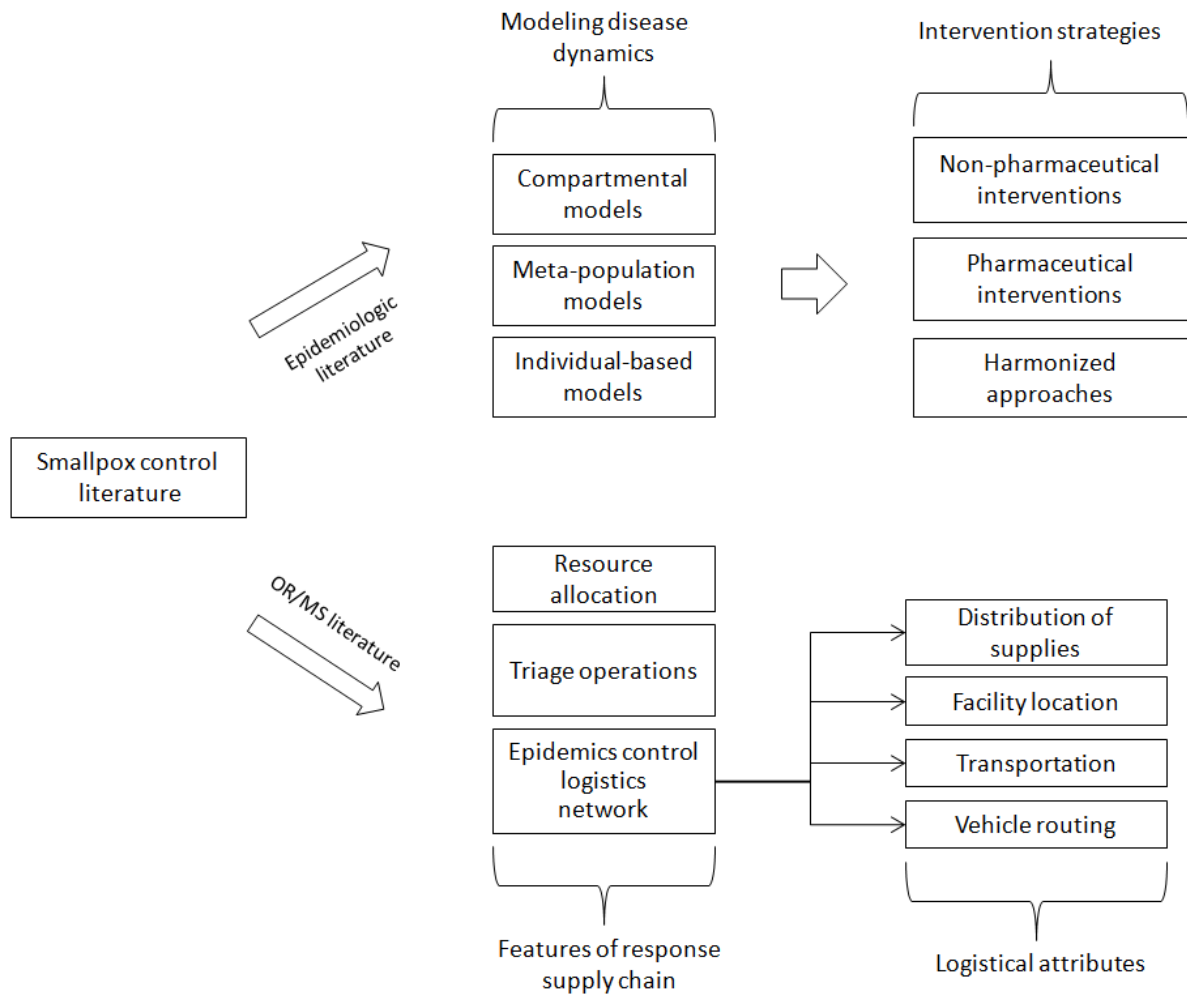 Modeling disease
dynamics
Intervention strategies
Compartmental
models
Meta-population
models
Individual-based
models
Non-pharmaceutical
interventions
Pharmaceutical
interventions
Harmonized
approaches
Epidemiologic
literature
Smallpox control
literature
OR/MS literature
Resource
allocation
Triage operations
Epidemics control
logistics
network
Distribution of
supplies
Facility location
Transportation
Vehicle routing
Features of response
supply chain
Logistical attributes